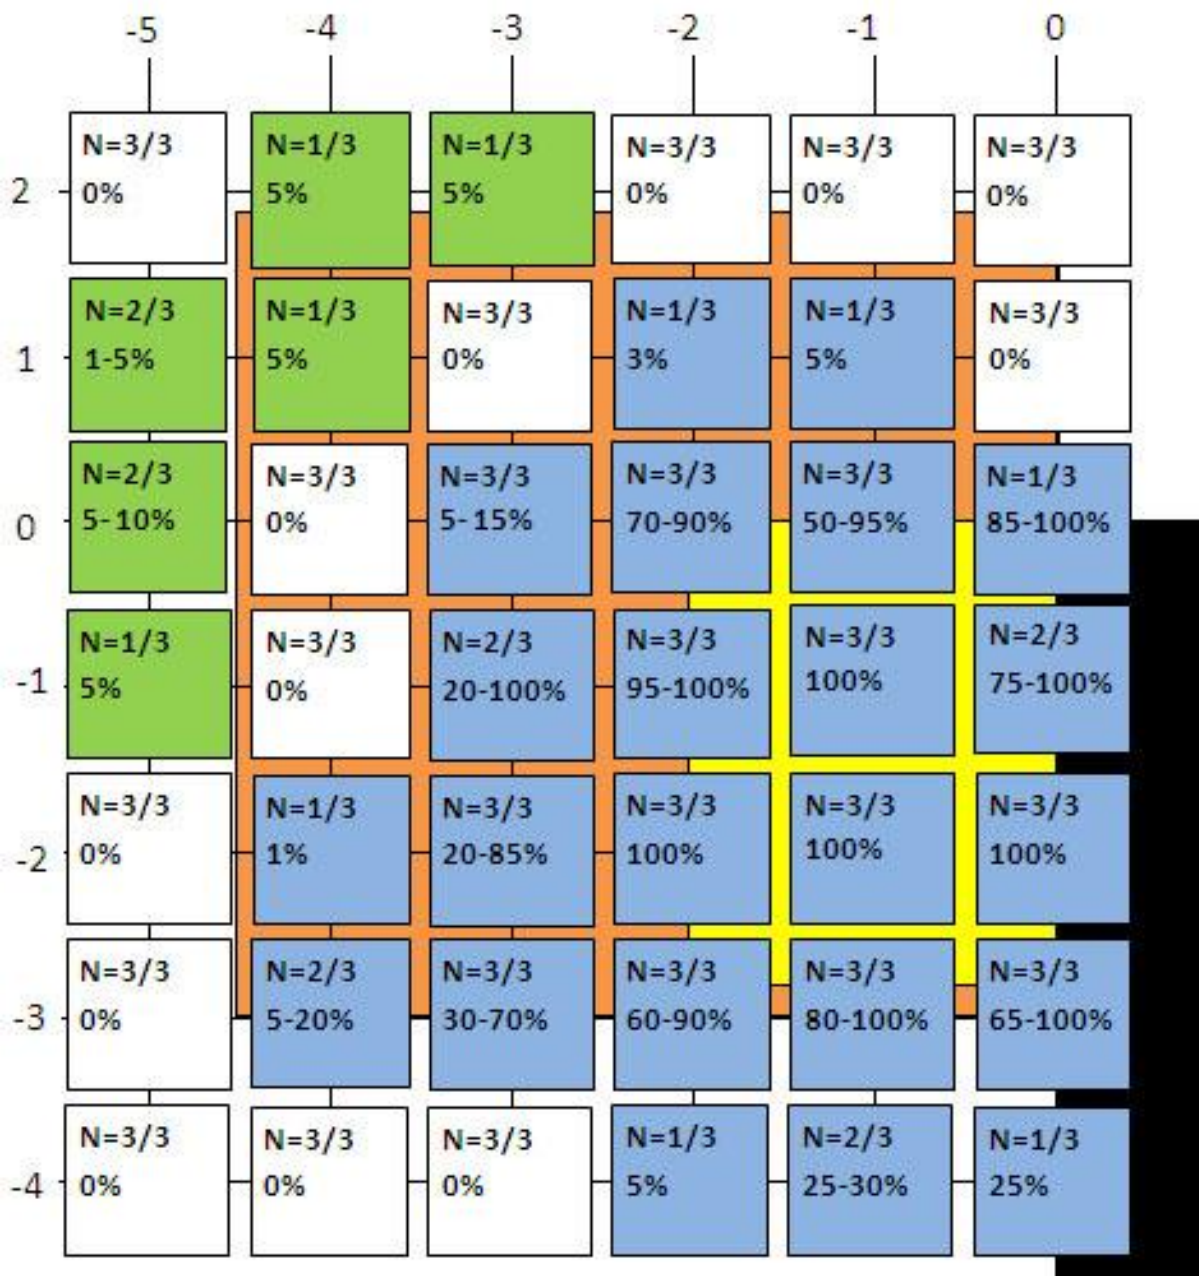 -5 -4 -3 -2 -1 0
N=3/3 N=1/3 N=1/3 N=3/3 N=3/3 N=3/3
2 0% 5% 5% 0% 0% 0%
N=2/3 N=1/3 N=3/3 N=1/3 N=1/3 N=3/3
1 1-5% 5% 0% 3% 5% 0%
N=2/3 N=3/3 N=3/3 N=3/3 N=3/3 N=1/3
0 5-10% 0% 5-15% 70-90% 50-95% 85-100%
N=1/3 N=3/3 N=2/3 N=3/3 N=3/3 N=2/3
-1 5% 0% 20-100% 95-100% 100% 75-100%
N=3/3 N=1/3 N=3/3 N=3/3 N=3/3 N=3/3
-2 0% 1% 20-85% 100% 100% 100%
N=3/3 N=2/3 N=3/3 N=3/3 N=3/3 N=3/3
-3 0% 5-20% 30-70% 60-90% 80-100% 65-100%
N=3/3 N=3/3 N=3/3 N=1/3 N=2/3 N=1/3
-4 0% 0% 0% 5% 25-30% 25%